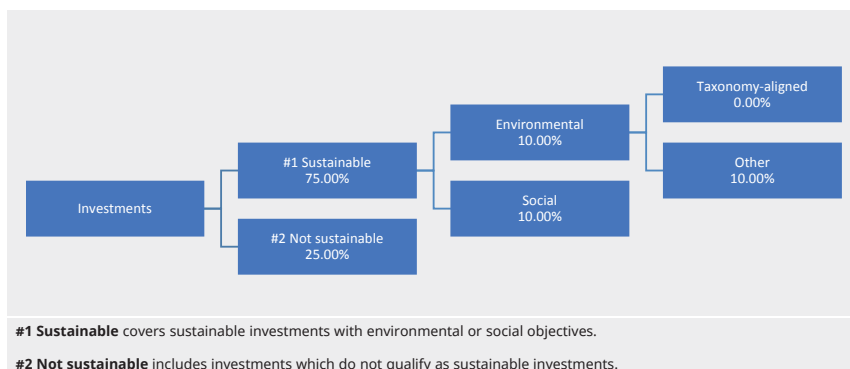 Investments
#1 Sustainable
75.00%
#2 Not sustainable
25.00%
Environmental
10.00%
Social
10.00%
Taxonomy-aligned
0.00%
Other
10.00%
#1 Sustainable covers sustainable investments with environmental or social objectives.
#2 Not sustainable includes investments which do not qualify as sustainable investments.